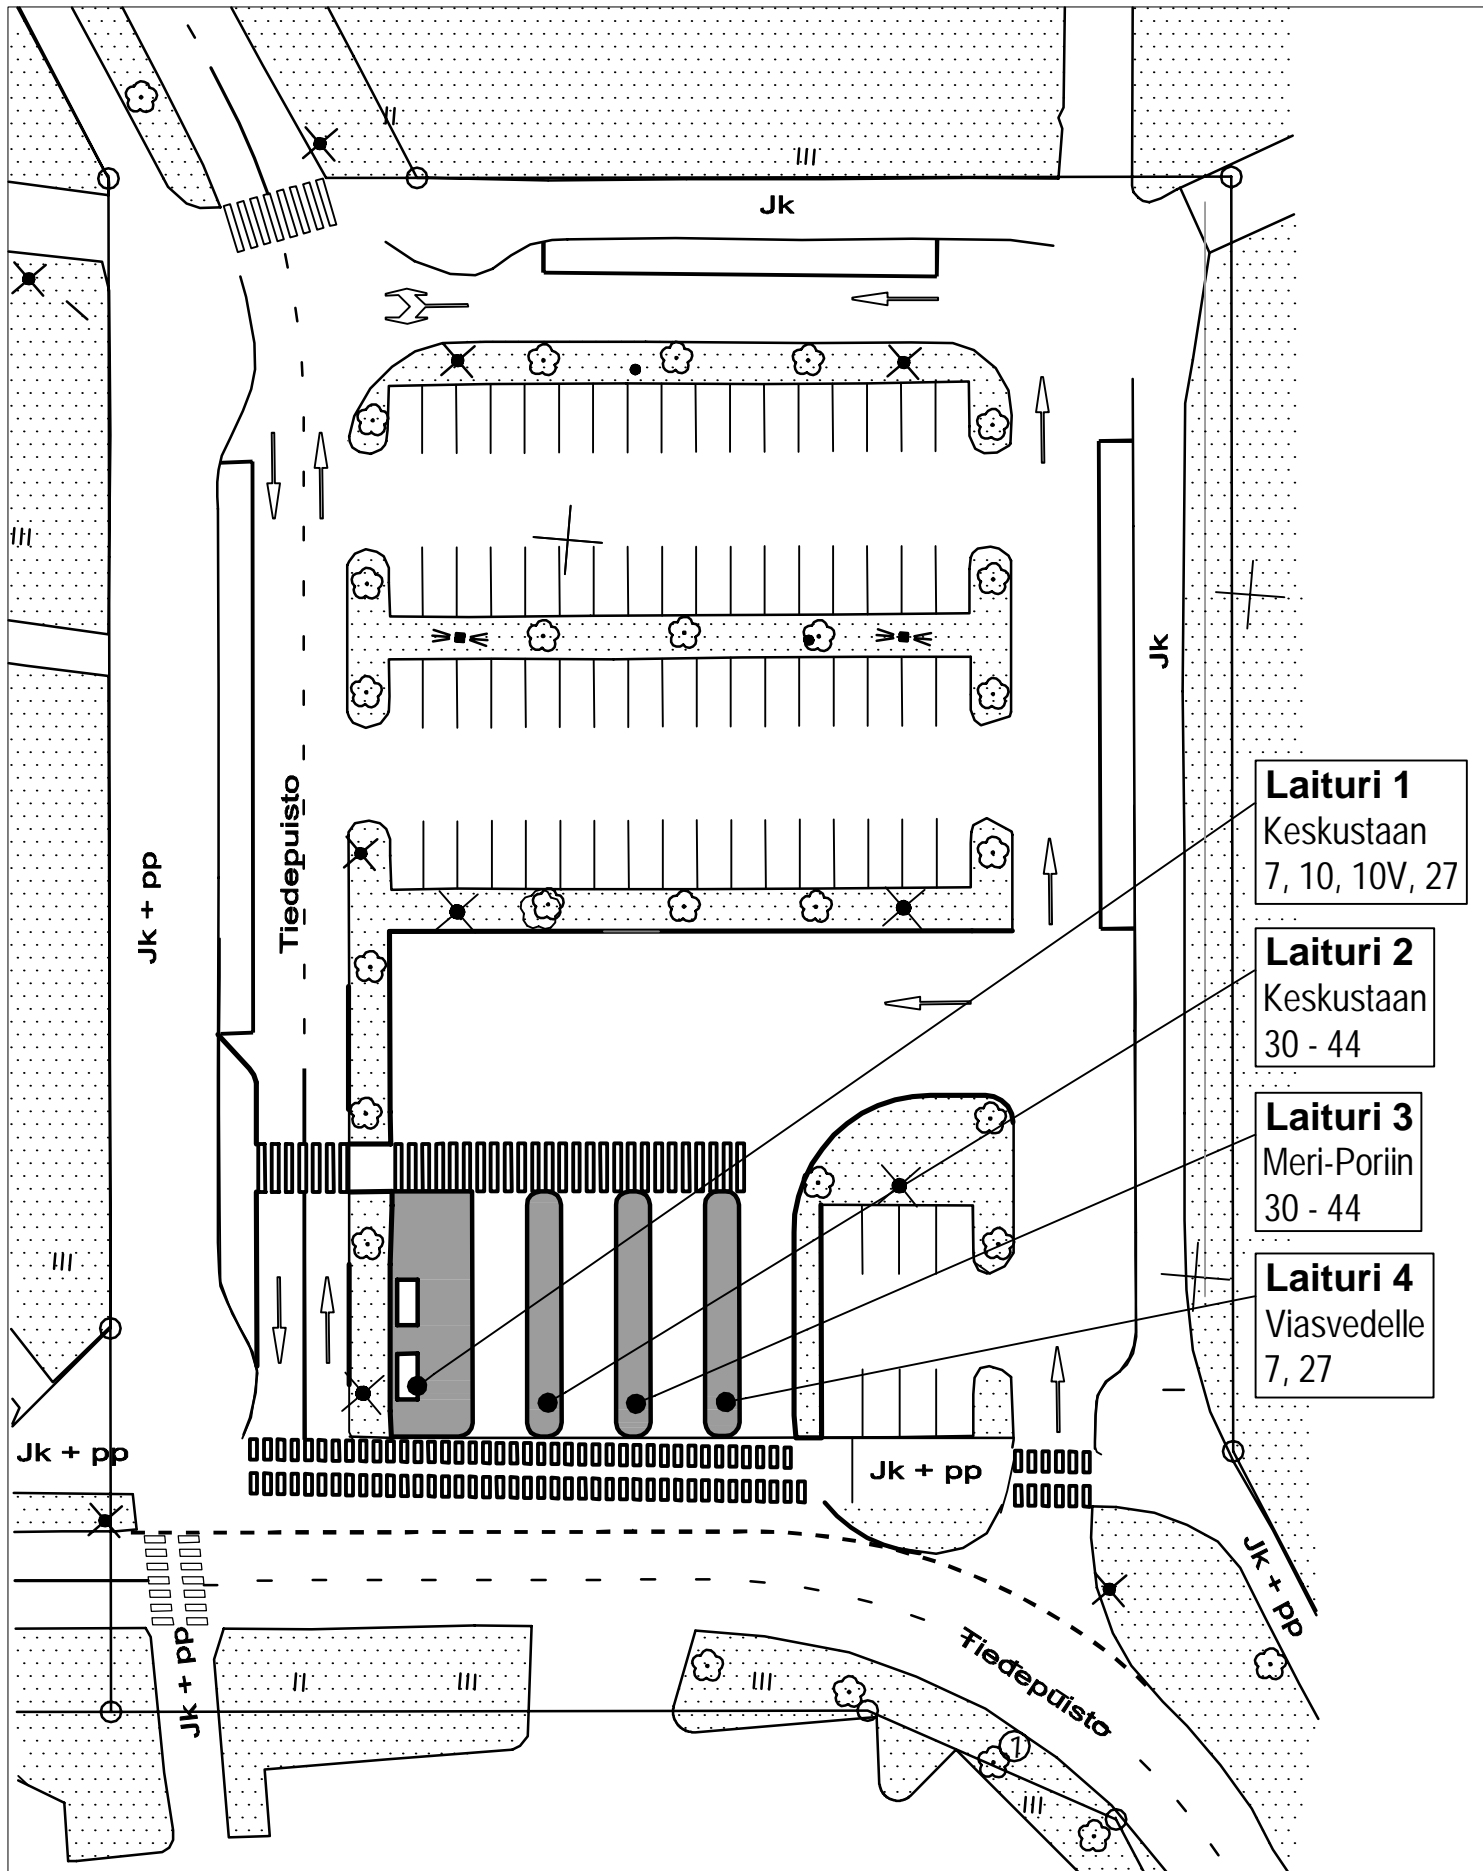 Jk
Jk
Laituri 1
Keskustaan
7, 10, 10V, 27
Tiedepuisto
Jk + pp
Laituri 2
Keskustaan
30 - 44
Laituri 3
Meri-Poriin
30 - 44
Laituri 4
Viasvedelle
7, 27
Jk + pp
Jk + pp
Jk + pp
Jk + pp
Tiedepuisto
1